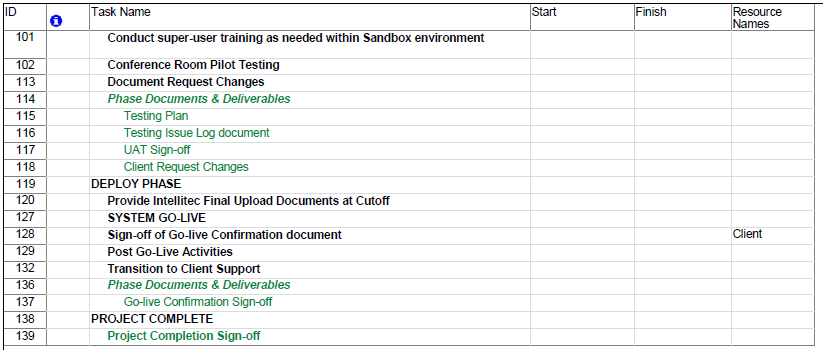 ID Task Name Start Finish Resource
Names
101 Conduct super-user training as needed within Sandbox environment
102 Conference Room Pilot Testing
113 Document Request Changes
114 Phase Documents & Deliverables
115 Testing Plan
116 Testing Issue Log document
117 UAT Sign-off
118 Client Request Changes
119 DEPLOY PHASE
120 Provide Intellitec Final Upload Documents at Cutoff
127 SYSTEM GO-LIVE
128 Sign-off of Go-live Confirmation document Client
129 Post Go-Live Activities
132 Transition to Client Support
136 Phase Documents & Deliverables
137 Go-live Confirmation Sign-off
138 PROJECT COMPLETE
139 Project Completion Sign-off